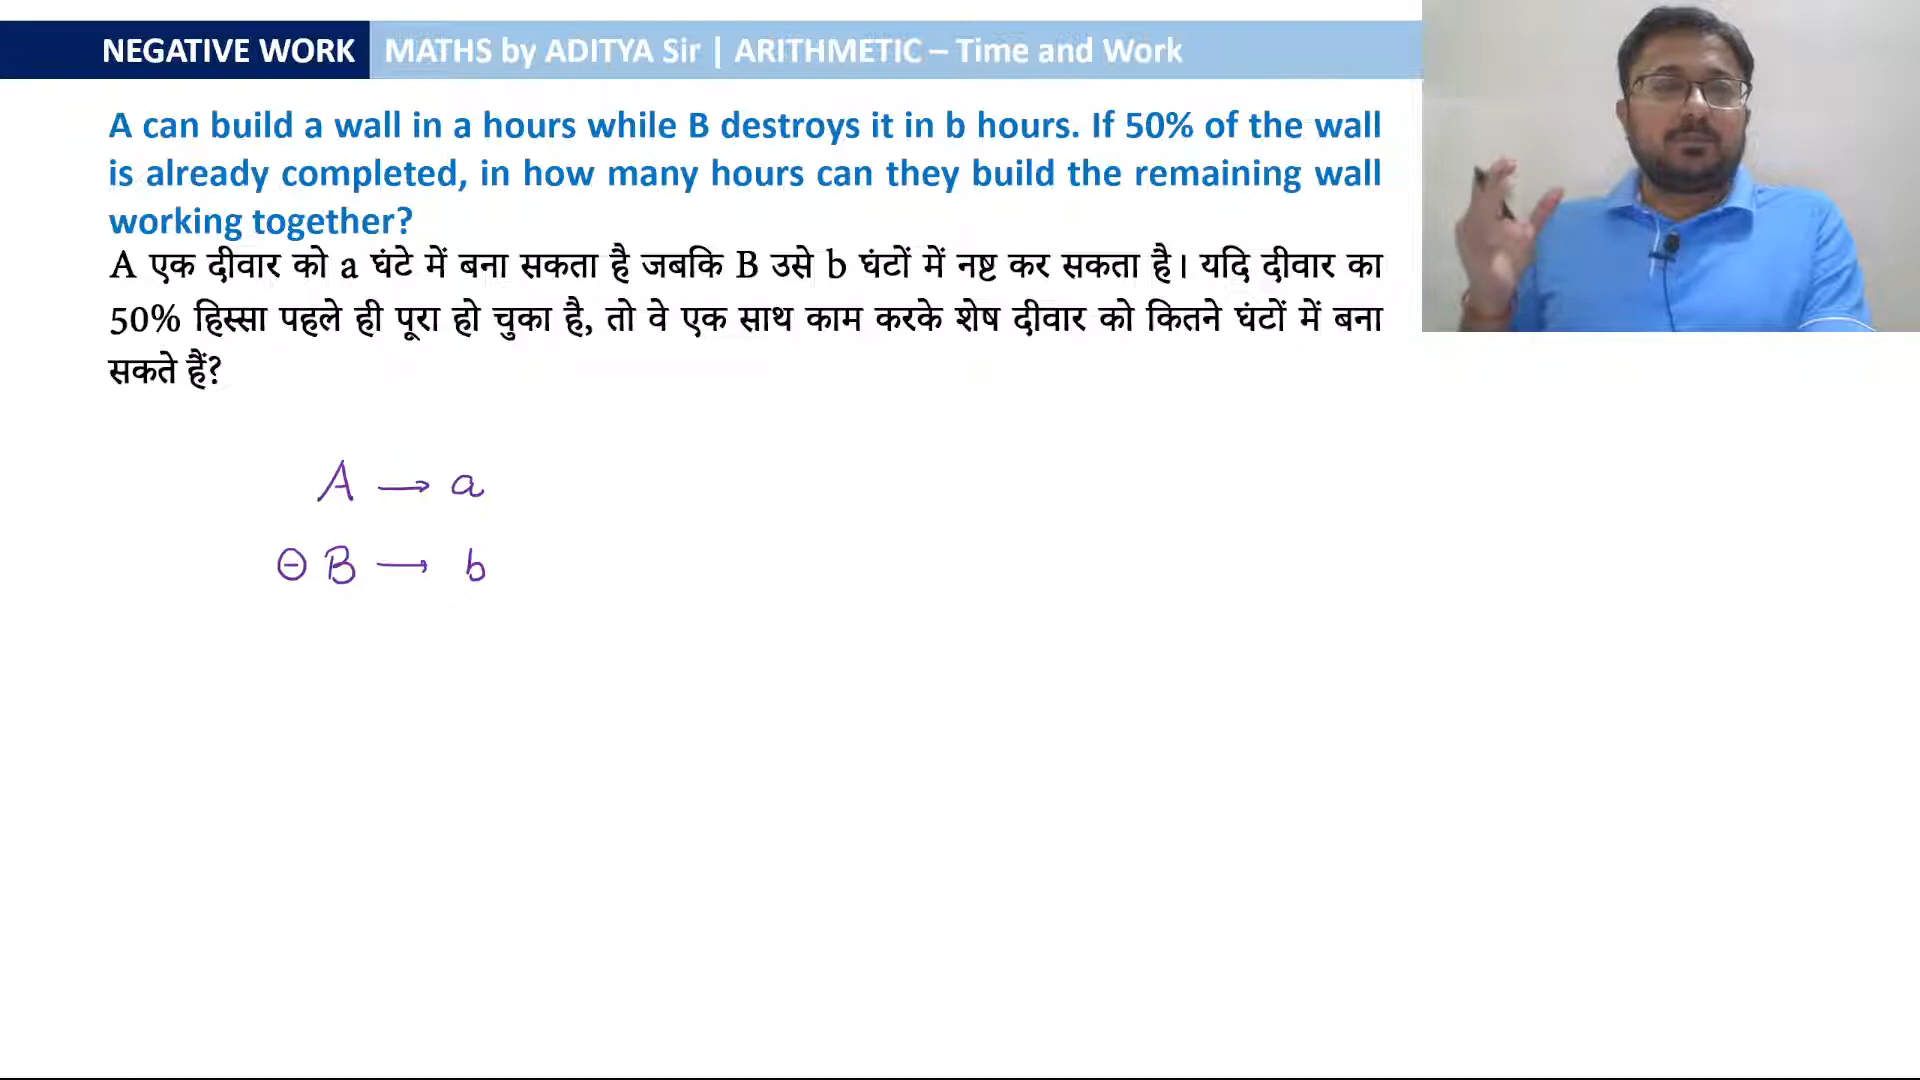 NEGATIVE WORK MATHS by ADITYA Sir | ARITHMETIC – Time and Work
A can build a wall in a hours while B destroys it in b hours. If 50% of the wall
is already completed, in how many hours can they build the remaining wall
working together?
A एक दीवार को a घंटे में बना सकता है जबकि B उसे b घंटों में नष्ट कर सकता है। यदि दीवार का
50% हिस्सा पहले ही पूरा हो चुका है, तो वे एक साथ काम करके शेष दीवार को कितने घंटों में बना
सकते हैं?
A → a
⊖ B → b